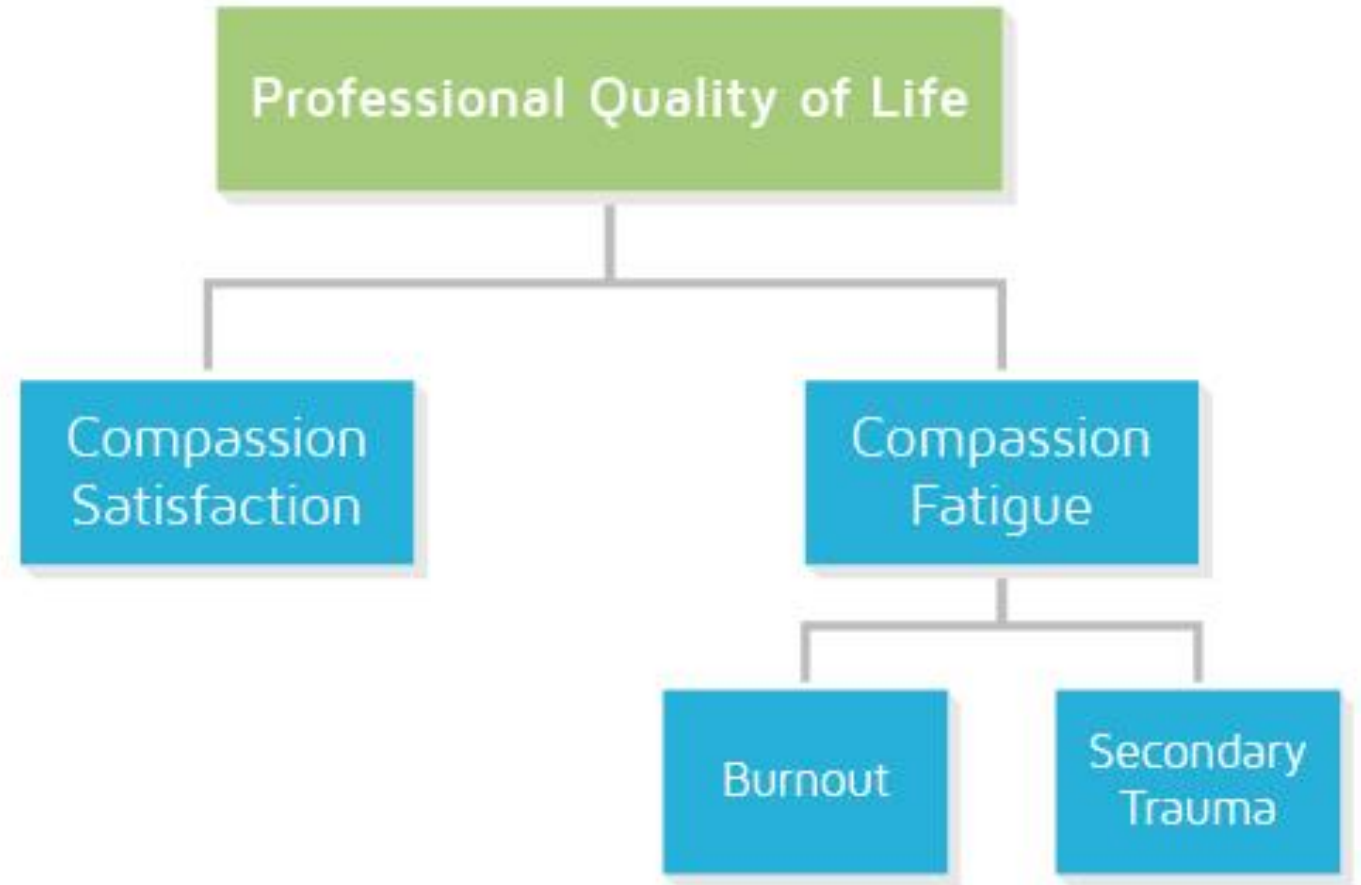 Professional Quality of Life
Compassion
Satisfaction
Compassion
Fatigue
Burnout
Secondary
Trauma